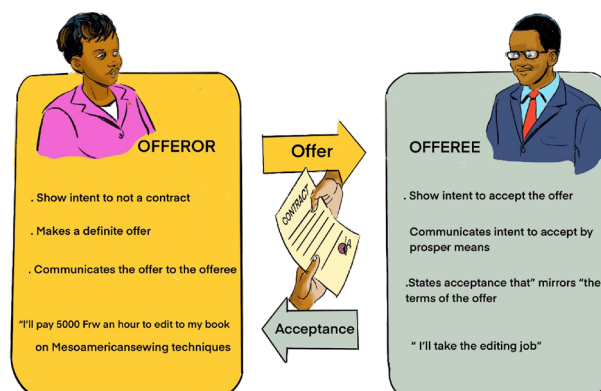 OFFEROR
. Show intent to not a contract
. Makes a definite offer
. Communicates the offer to the offeree
"I'll pay 5000 Frw an hour to edit to my book
on Mesoamericansewing techniques
Offer
CONTRACT
Acceptance
OFFEREE
. Show intent to accept the offer
Communicates intent to accept by
prosper means
.States acceptance that" mirrors "the
terms of the offer
" I'll take the editing job"